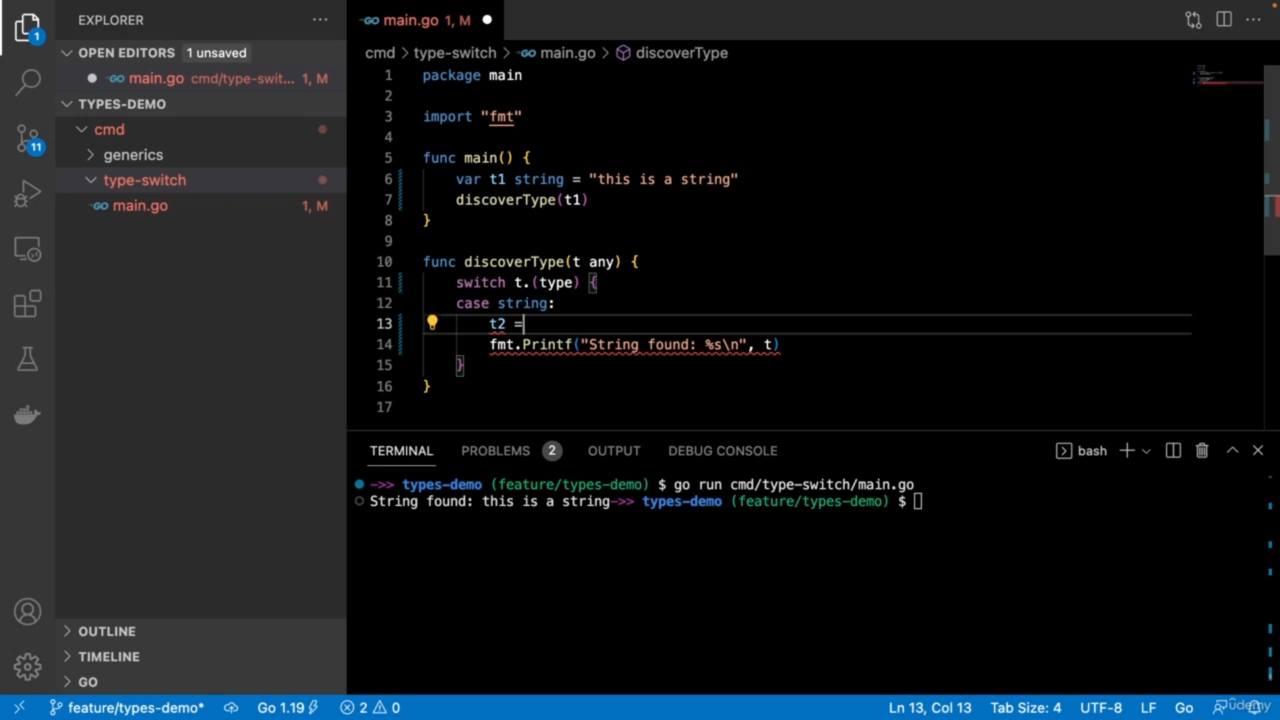 EXPLORER
OPEN EDITORS 1 unsaved
main.go cmd/type-swit... 1, M
TYPES-DEMO
cmd
generics
type-switch
main.go 1, M
OUTLINE
TIMELINE
GO
1
11
main.go 1, M
cmd > type-switch > main.go > discoverType
1 package main
2
3 import "fmt"
4
5 func main() {
6 var t1 string = "this is a string"
7 discoverType(t1)
8 }
9
10 func discoverType(t any) {
11 switch t.(type) {
12 case string:
13 t2 =
14 fmt.Printf("String found: %s\n", t)
15 }
16 }
17
TERMINAL PROBLEMS 2 OUTPUT DEBUG CONSOLE bash
->> types-demo (feature/types-demo) $ go run cmd/type-switch/main.go
String found: this is a string->> types-demo (feature/types-demo) $
feature/types-demo* Go 1.19 2 0 Ln 13, Col 13 Tab Size: 4 UTF-8 LF Go
Udemy